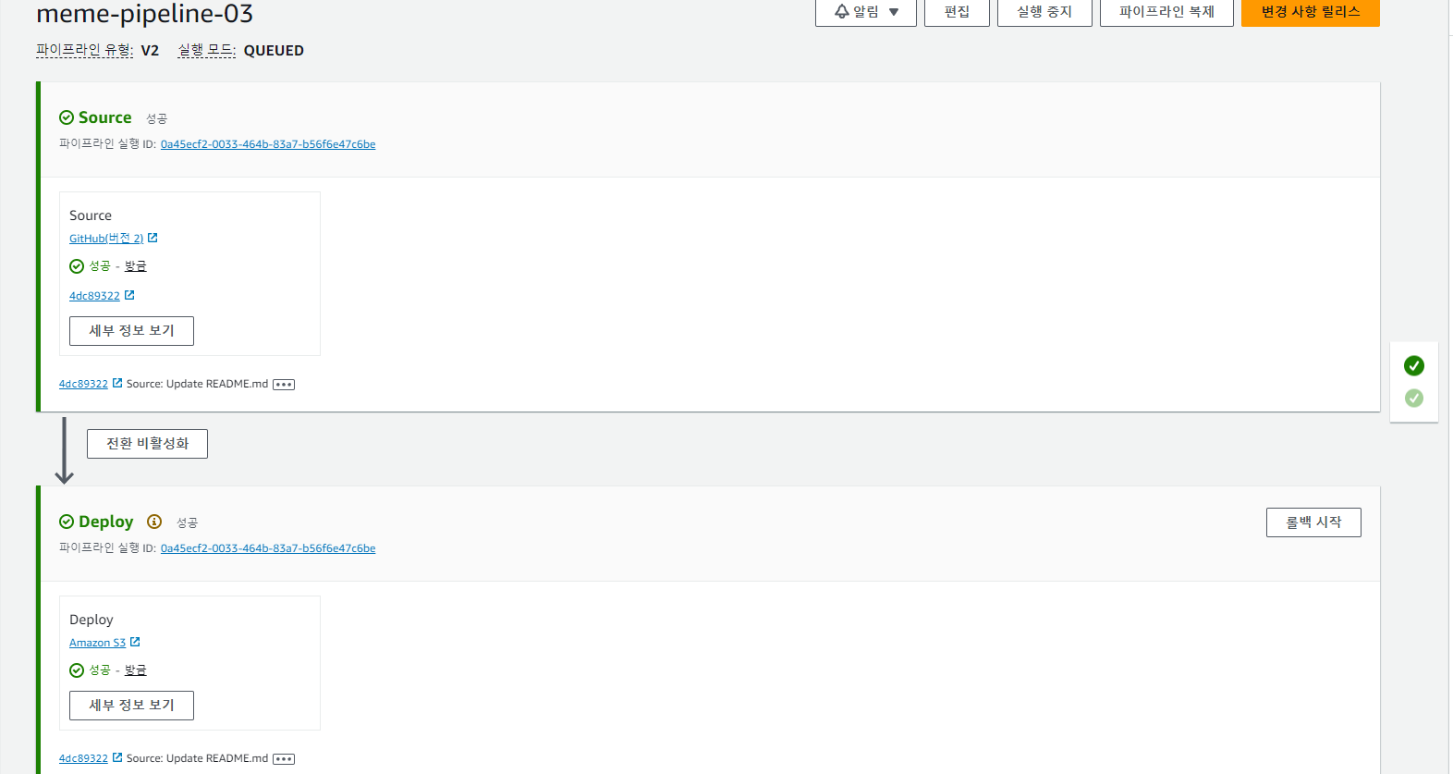 meme-pipeline-03
알림 ▼ 편집 실행 중지 파이프라인 복제 변경 사항 릴리스
파이프라인 유형: V2 실행 모드: QUEUED
Source 성공
파이프라인 실행 ID: 0a45ecf2-0033-464b-83a7-b56f6e47c6be
Source
GitHub(버전 2)
성공 - 방금
4dc89322
세부 정보 보기
4dc89322 Source: Update README.md
전환 비활성화
Deploy 성공
롤백 시작
파이프라인 실행 ID: 0a45ecf2-0033-464b-83a7-b56f6e47c6be
Deploy
Amazon S3
성공 - 방금
세부 정보 보기
4dc89322 Source: Update README.md